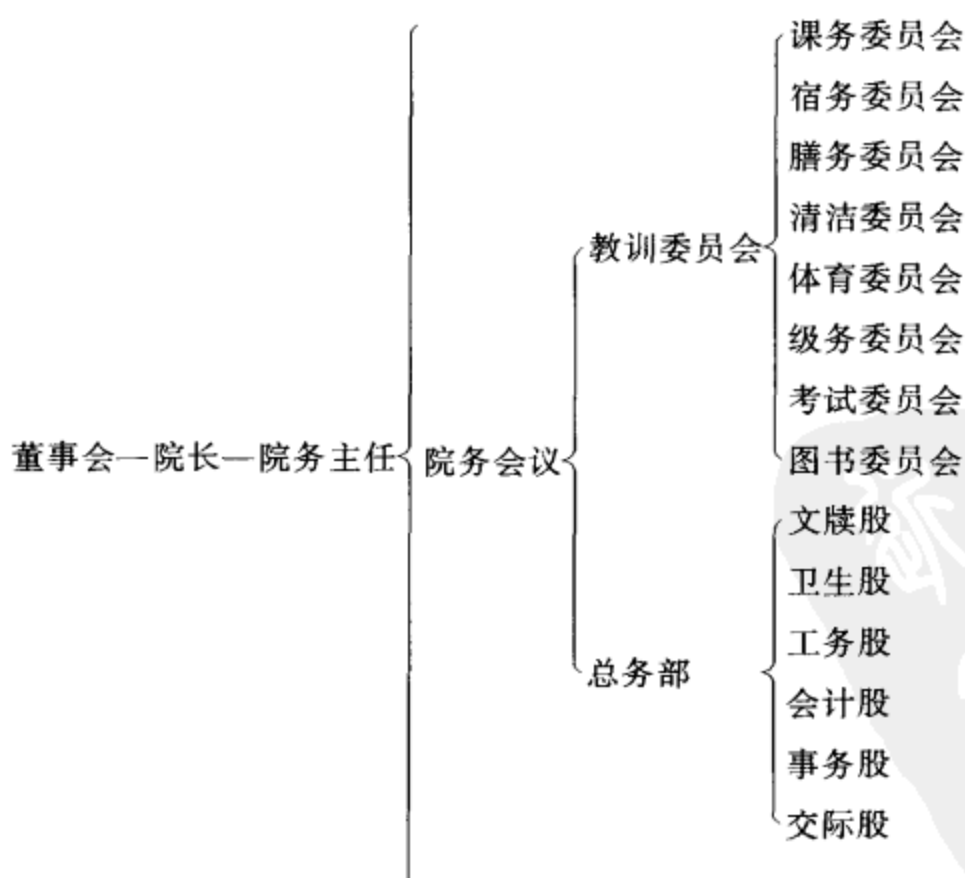 课务委员会
宿务委员会
膳务委员会
清洁委员会
教训委员会
体育委员会
级务委员会
考试委员会
董事会—院长—院务主任 院务会议 图书委员会
文牍股
卫生股
工务股
总务部
会计股
事务股
交际股